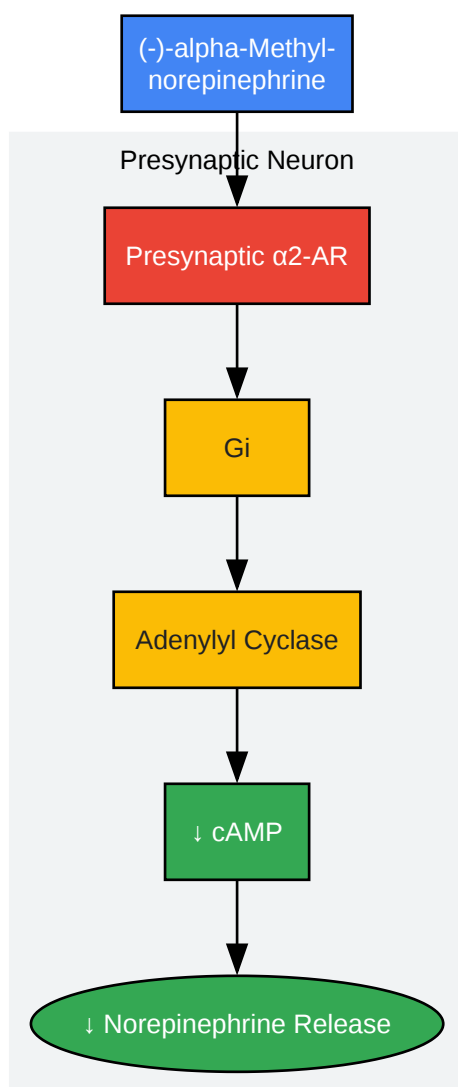 (-)-alpha-Methyl-
norepinephrine
Presynaptic Neuron
Presynaptic α2-AR
Gi
Adenylyl Cyclase
↓ cAMP
↓ Norepinephrine Release